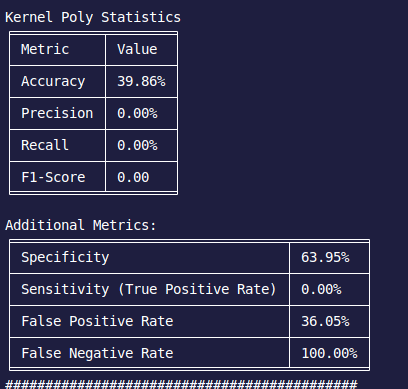 Kernel Poly Statistics
Metric Value
Accuracy 39.86%
Precision 0.00%
Recall 0.00%
F1-Score 0.00
Additional Metrics:
Specificity 63.95%
Sensitivity (True Positive Rate) 0.00%
False Positive Rate 36.05%
False Negative Rate 100.00%
############################################